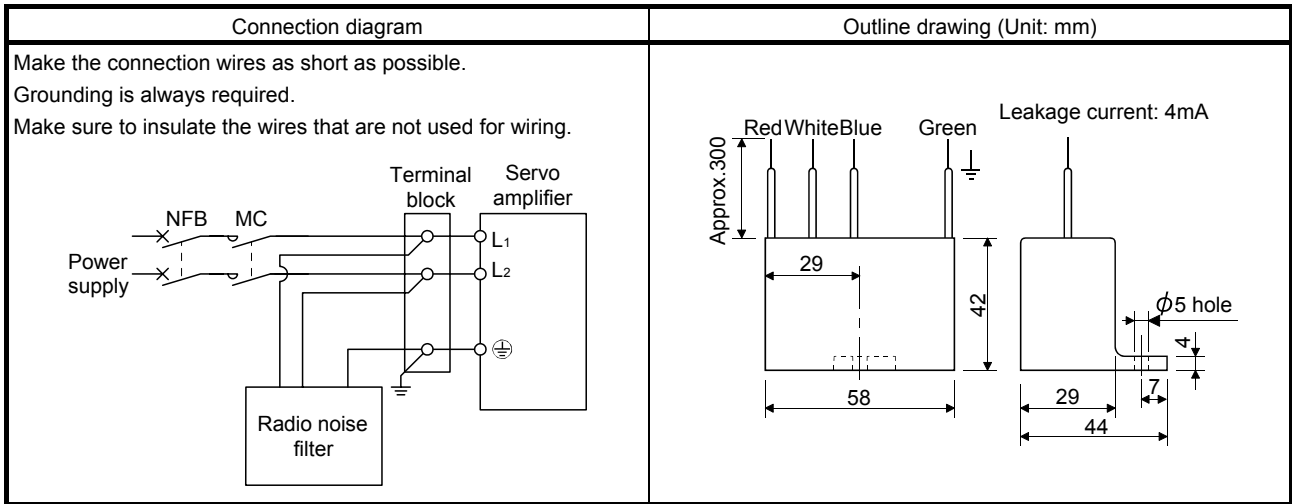 Connection diagram
Outline drawing (Unit: mm)
Make the connection wires as short as possible.
Grounding is always required.
Make sure to insulate the wires that are not used for wiring.
Terminal
block
Servo
amplifier
NFB MC
L1
Power
supply
L2
Radio noise
filter
Leakage current: 4mA
Red White Blue Green
Approx.300
29
42
58
ϕ5 hole
4
7
29
44